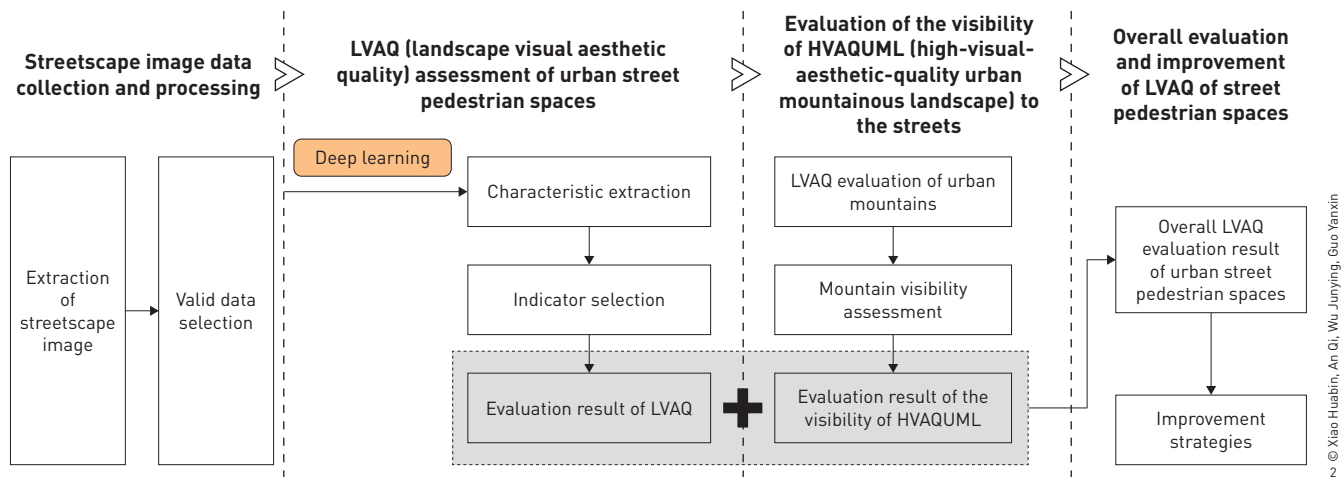 Streetscape image data
collection and processing
LVAQ (landscape visual aesthetic
quality) assessment of urban street
pedestrian spaces
Evaluation of the visibility
of HVAQUML (high-visual-
aesthetic-quality urban
mountainous landscape) to
the streets
Overall evaluation
and improvement
of LVAQ of street
pedestrian spaces
Extraction
of
streetscape
image
Valid data
selection
Deep learning
Characteristic extraction
Indicator selection
Evaluation result of LVAQ
LVAQ evaluation of urban
mountains
Mountain visibility
assessment
Evaluation result of the
visibility of HVAQUML
Overall LVAQ
evaluation result
of urban street
pedestrian spaces
Improvement
strategies
© Xiao Huabin, An Qi, Wu Junying, Guo Yanxin
2